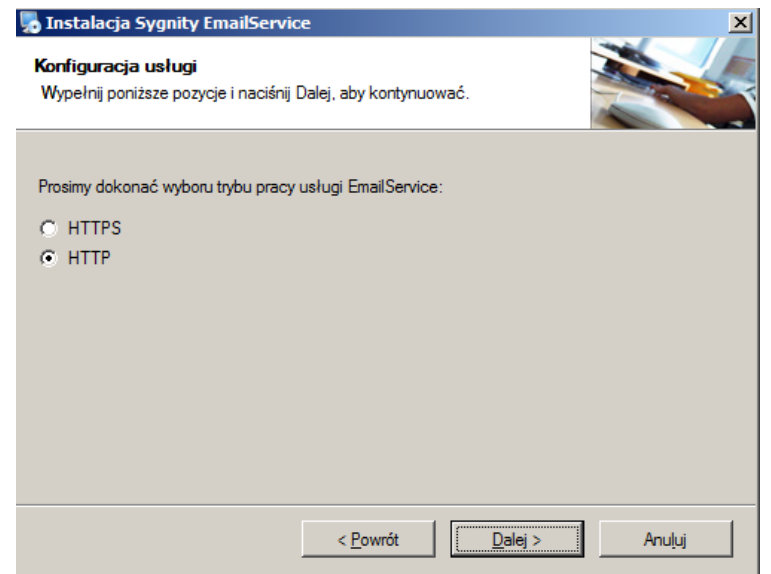 Instalacja Sygnity EmailService
Konfiguracja usługi
Wypełnij poniższe pozycje i naciśnij Dalej, aby kontynuować.
Prosimy dokonać wyboru trybu pracy usługi EmailService:
HTTPS
HTTP
< Powrót
Dalej >
Anuluj